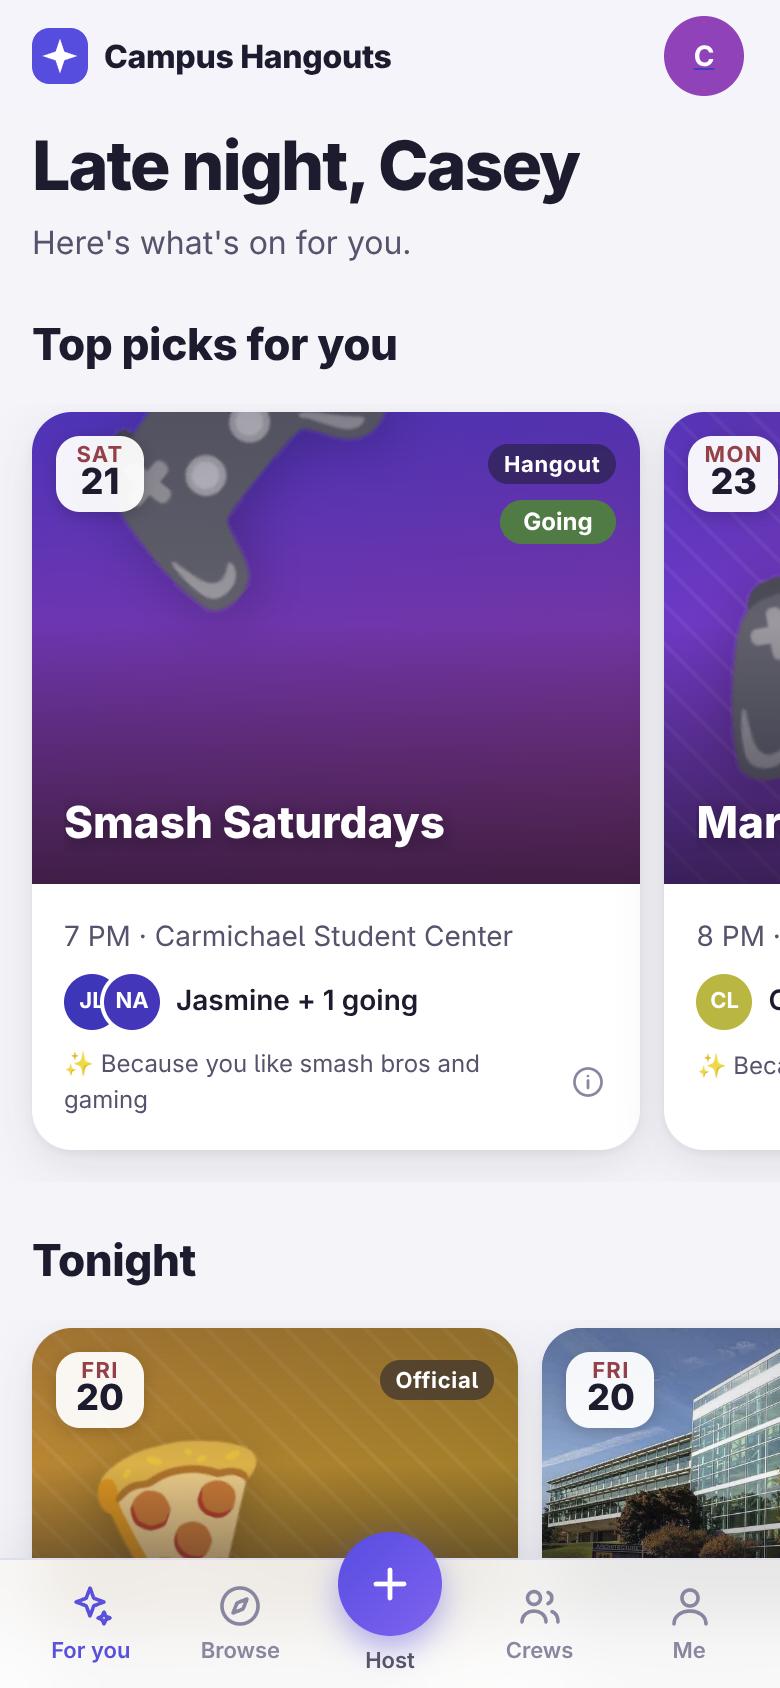 Campus Hangouts
C
Late night, Casey
Here's what's on for you.
Top picks for you
SAT
21
Hangout
Going
Smash Saturdays
7 PM · Carmichael Student Center
JL NA Jasmine + 1 going
✨ Because you like smash bros and
gaming
MON
23
Mar
8 PM ·
CL
✨ Beca
Tonight
FRI
20
Official
FRI
20
ARCHITECTURE
For you
Browse
Host
Crews
Me